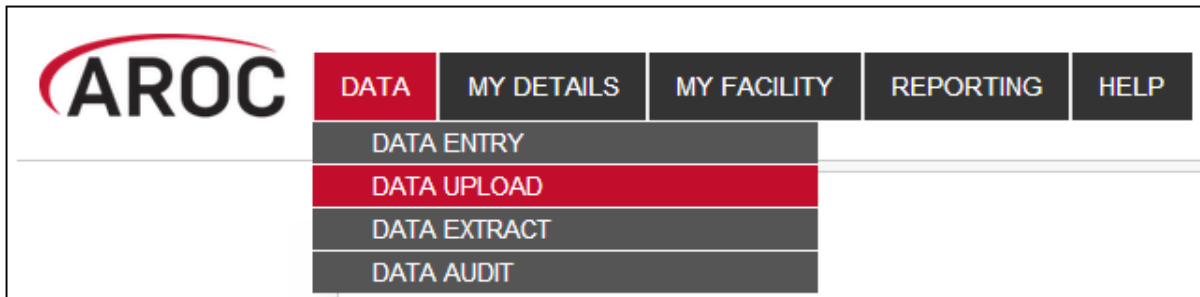 AROC DATA MY DETAILS MY FACILITY REPORTING HELP
DATA ENTRY
DATA UPLOAD
DATA EXTRACT
DATA AUDIT